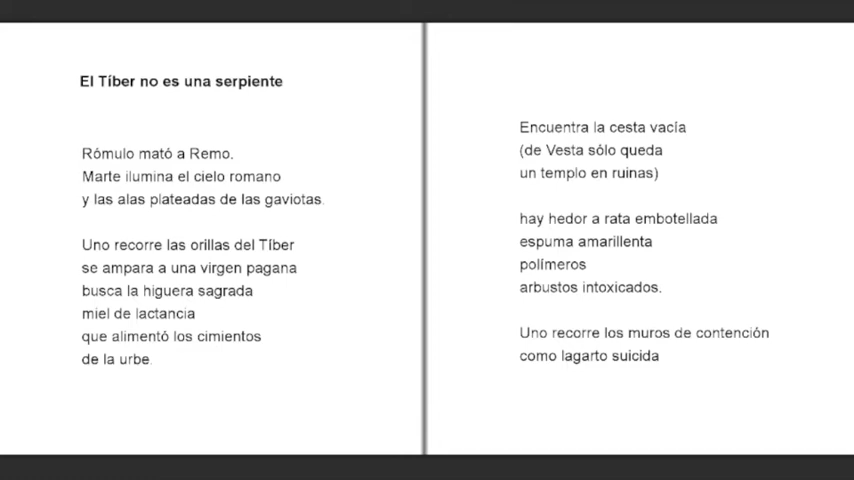 El Tíber no es una serpiente
Rómulo mató a Remo.
Marte ilumina el cielo romano
y las alas plateadas de las gaviotas.
Uno recorre las orillas del Tíber
se ampara a una virgen pagana
busca la higuera sagrada
miel de lactancia
que alimentó los cimientos
de la urbe.
Encuentra la cesta vacía
(de Vesta sólo queda
un templo en ruinas)
hay hedor a rata embotellada
espuma amarillenta
polímeros
arbustos intoxicados.
Uno recorre los muros de contención
como lagarto suicida